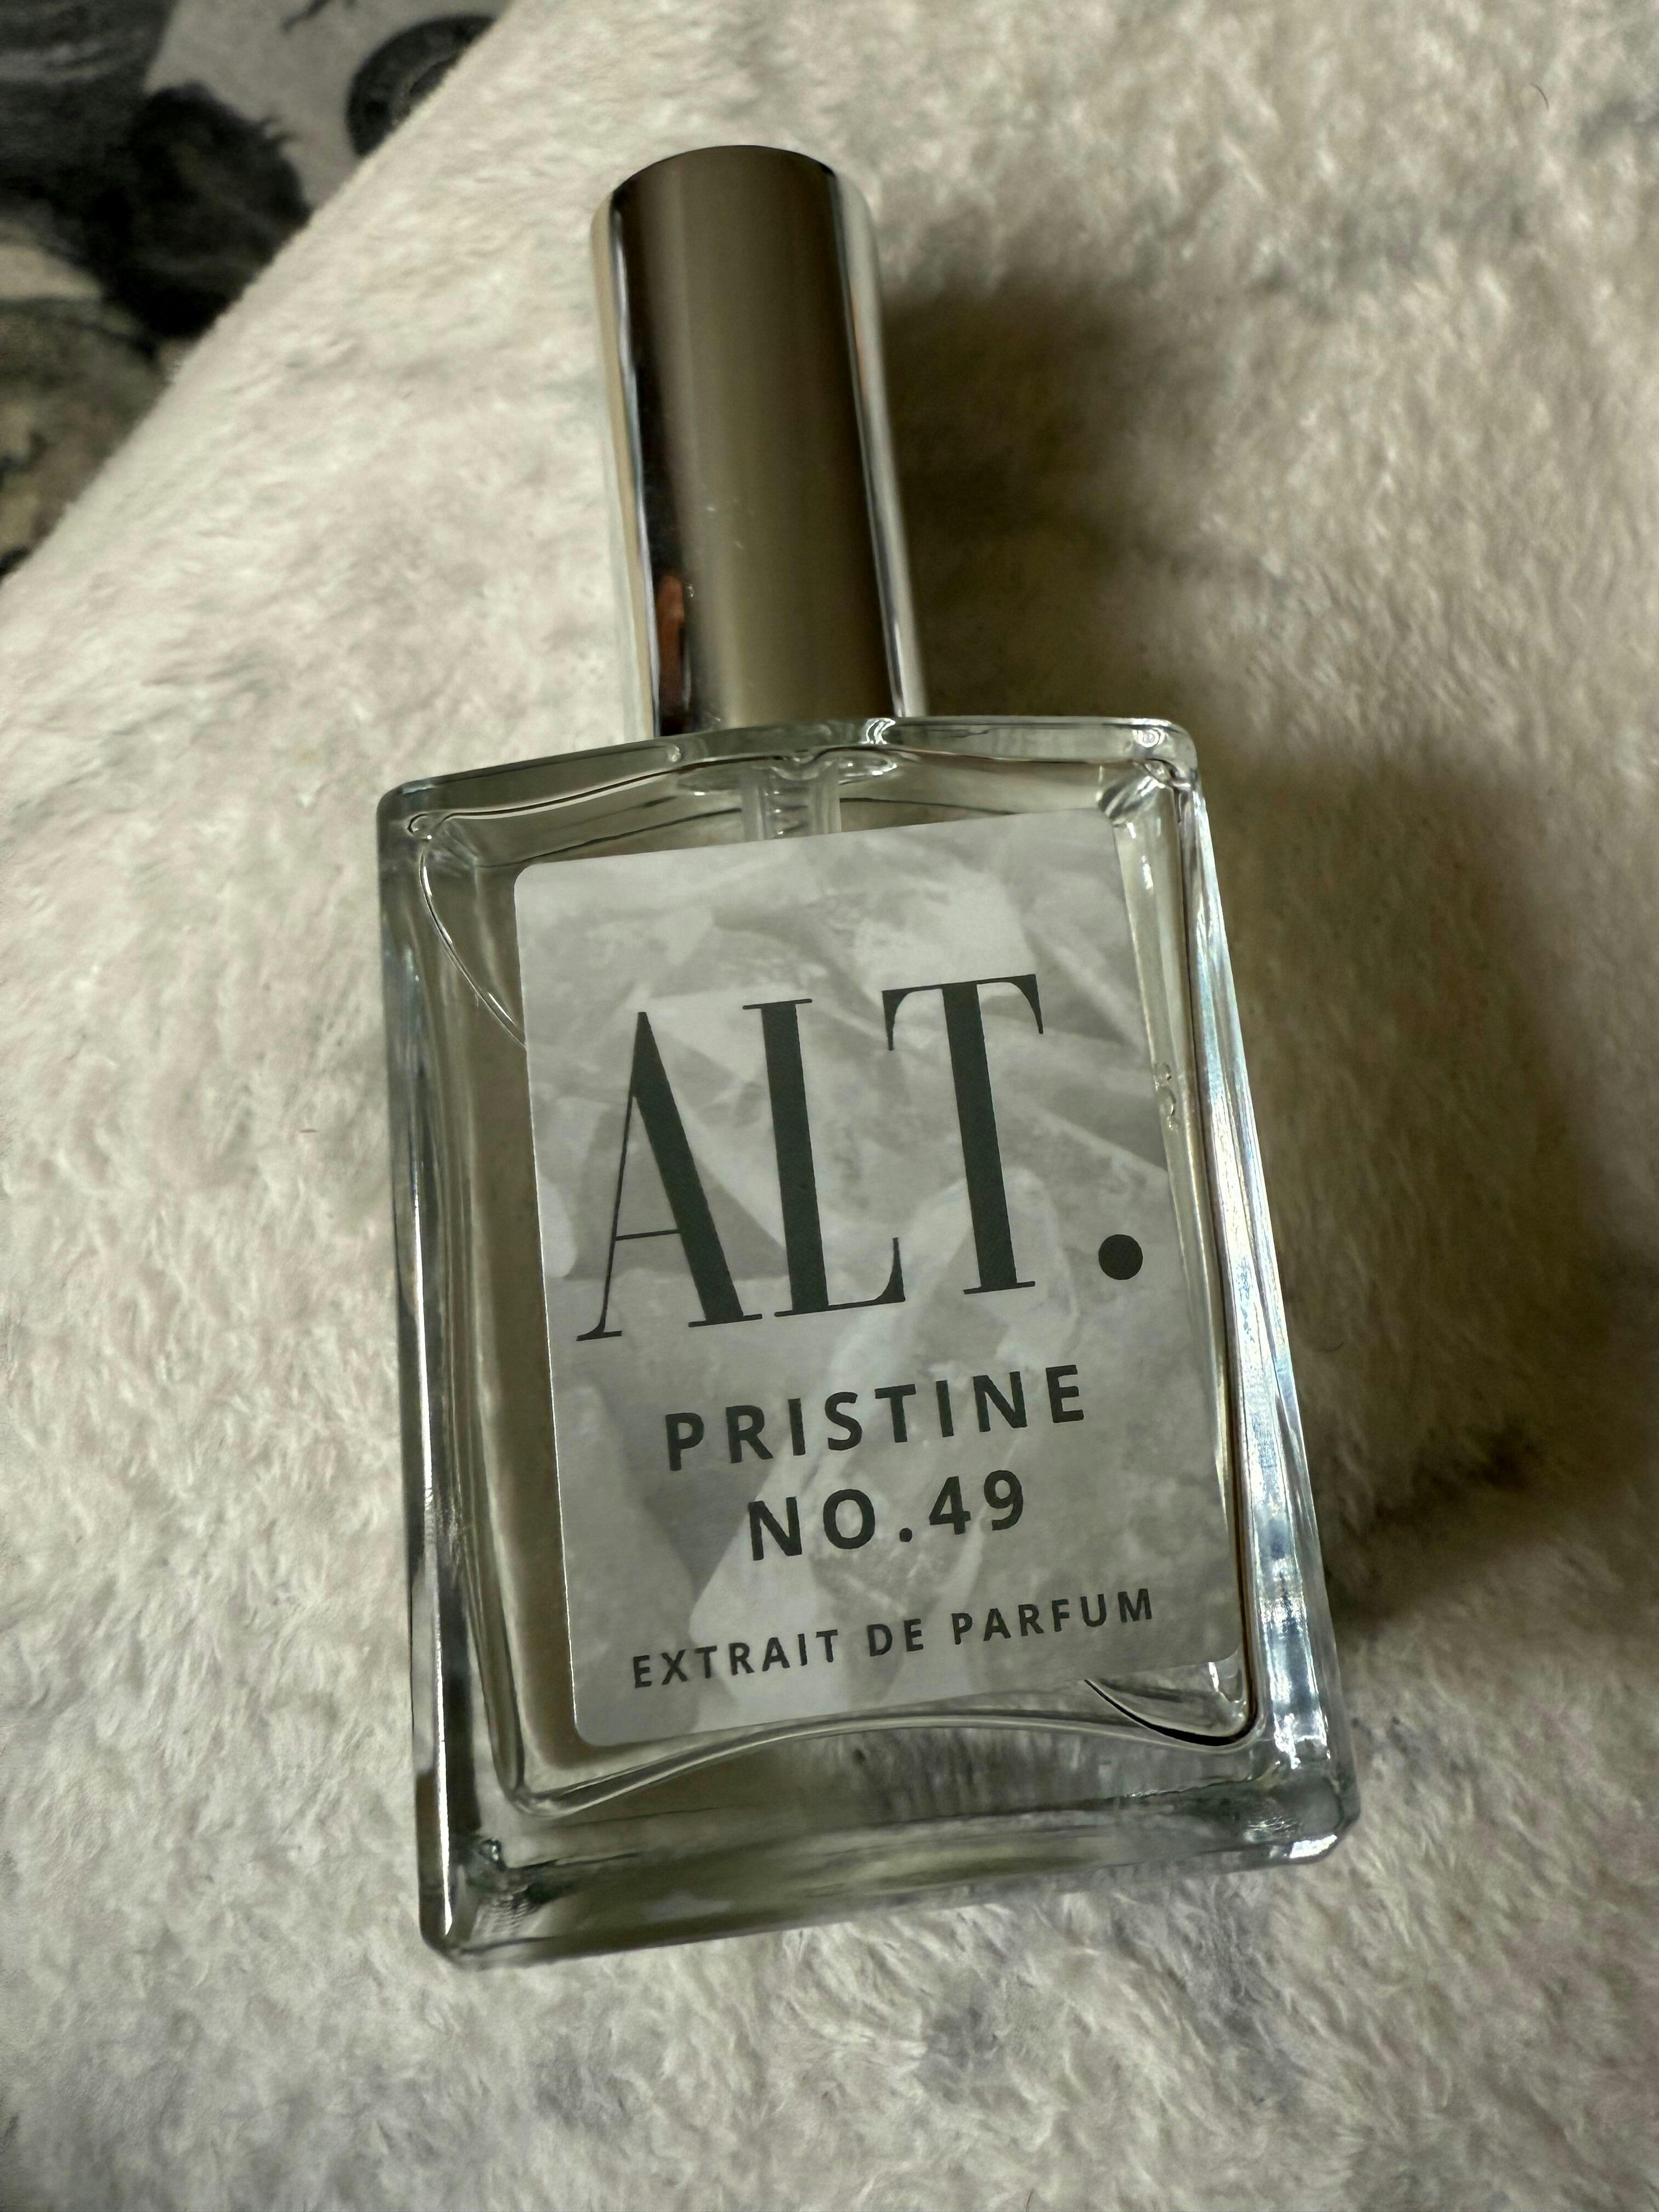 ALT.
PRISTINE
NO.49
EXTRAIT DE PARFUM